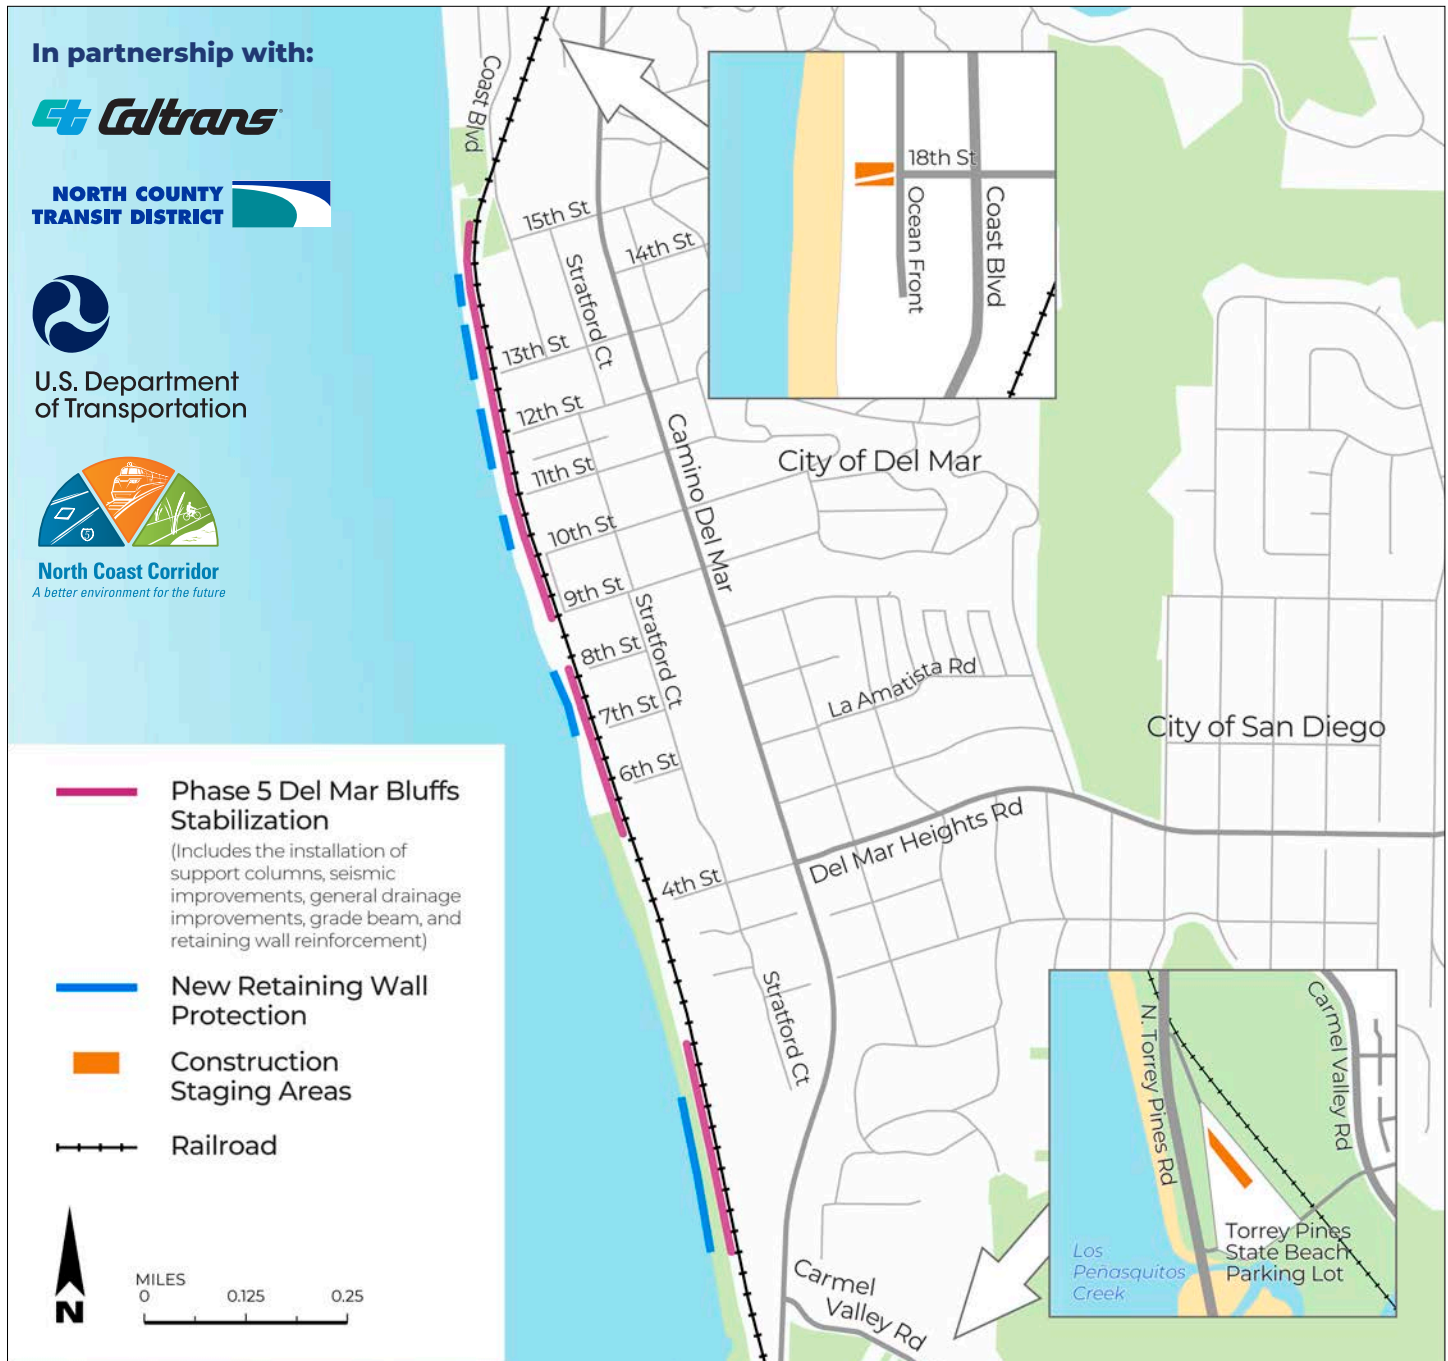 In partnership with:
Caltrans
NORTH COUNTY
TRANSIT DISTRICT
U.S. Department
of Transportation
5
North Coast Corridor
A better environment for the future
Phase 5 Del Mar Bluffs
Stabilization
(Includes the installation of
support columns, seismic
improvements, general drainage
improvements, grade beam, and
retaining wall reinforcement)
New Retaining Wall
Protection
Construction
Staging Areas
Railroad
N
MILES
0 0.125 0.25
Coast Blvd
15th St
14th St
Stratford Ct
13th St
12th St
11th St
Camino Del Mar
10th St
9th St
8th St
Stratford Ct
7th St
6th St
4th St
Stratford Ct
City of Del Mar
La Amatista Rd
City of San Diego
Del Mar Heights Rd
Carmel
Valley Rd
18th St
Ocean Front
Coast Blvd
N. Torrey Pines Rd
Carmel Valley Rd
Torrey Pines
State Beach
Parking Lot
Los
Peñasquitos
Creek